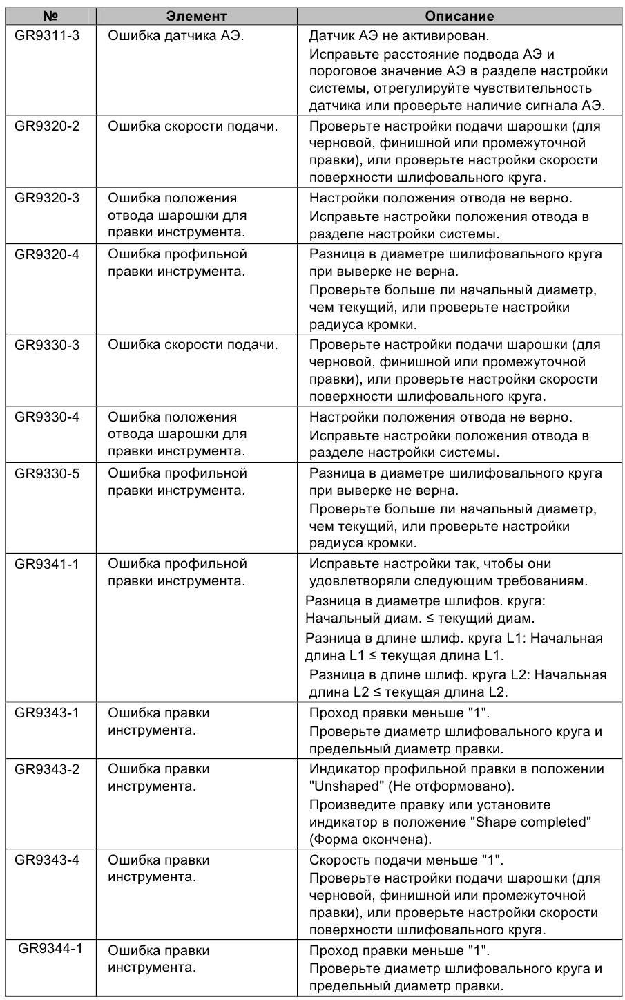 № Элемент Описание
GR9311-3 Ошибка датчика АЭ. Датчик АЭ не активирован.
Исправьте расстояние подвода АЭ и
пороговое значение АЭ в разделе настройки
системы, отрегулируйте чувствительность
датчика или проверьте наличие сигнала АЭ.
GR9320-2 Ошибка скорости подачи. Проверьте настройки подачи шарошки (для
черновой, финишной или промежуточной
правки), или проверьте настройки скорости
поверхности шлифовального круга.
GR9320-3 Ошибка положения Настройки положения отвода не верно.
отвода шарошки для Исправьте настройки положения отвода в
правки инструмента. разделе настройки системы.
GR9320-4 Ошибка профильной Разница в диаметре шилифовального круга
правки инструмента. при выверке не верна.
Проверьте больше ли начальный диаметр,
чем текущий, или проверьте настройки
радиуса кромки.
GR9330-3 Ошибка скорости подачи. Проверьте настройки подачи шарошки (для
черновой, финишной или промежуточной
правки), или проверьте настройки скорости
поверхности шлифовального круга.
GR9330-4 Ошибка положения Настройки положения отвода не верно.
отвода шарошки для Исправьте настройки положения отвода в
правки инструмента. разделе настройки системы.
GR9330-5 Ошибка профильной Разница в диаметре шилифовального круга
правки инструмента. при выверке не верна.
Проверьте больше ли начальный диаметр,
чем текущий, или проверьте настройки
радиуса кромки.
GR9341-1 Ошибка профильной Исправьте настройки так, чтобы они
правки инструмента. удовлетворяли следующим требованиям.
Разница в диаметре шлифов. круга:
Начальный диам. ≤ текущий диам.
Разница в длине шлиф. круга L1: Начальная
длина L1 ≤ текущая длина L1.
Разница в длине шлиф. круга L2: Начальная
длина L2 ≤ текущая длина L2.
GR9343-1 Ошибка правки Проход правки меньше "1".
инструмента. Проверьте диаметр шлифовального круга и
предельный диаметр правки.
GR9343-2 Ошибка правки Индикатор профильной правки в положении
инструмента. "Unshaped" (Не отформовано).
Произведите правку или установите
индикатор в положение "Shape completed"
(Форма окончена).
GR9343-4 Ошибка правки Скорость подачи меньше "1".
инструмента. Проверьте настройки подачи шарошки (для
черновой, финишной или промежуточной
правки), или проверьте настройки скорости
поверхности шлифовального круга.
GR9344-1 Ошибка правки Проход правки меньше "1".
инструмента. Проверьте диаметр шлифовального круга и
предельный диаметр правки.